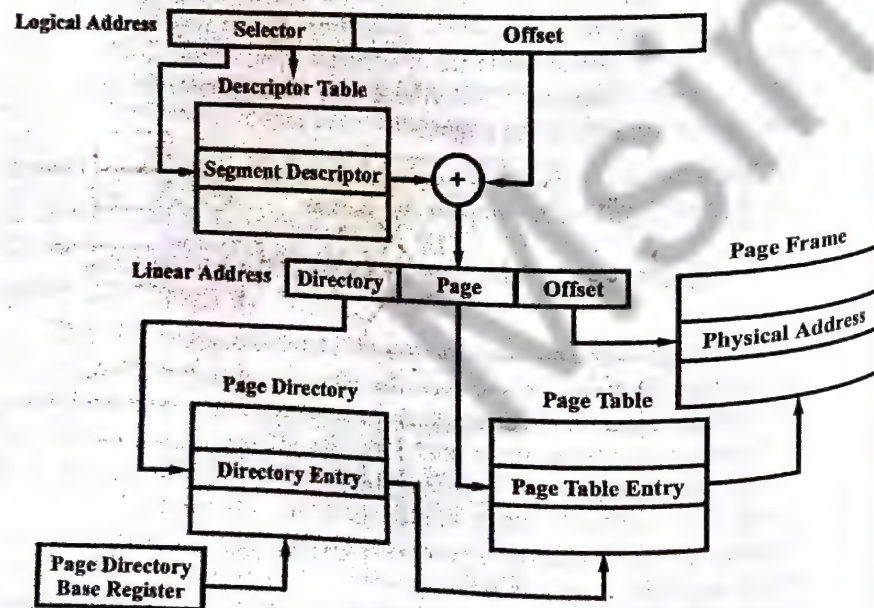 Logical Address
Selector
Offset
Descriptor Table
Segment Descriptor
+
Linear Address
Directory
Page
Offset
Page Frame
Physical Address
Page Directory
Directory Entry
Page Table
Page Table Entry
Page Directory
Base Register
Msin